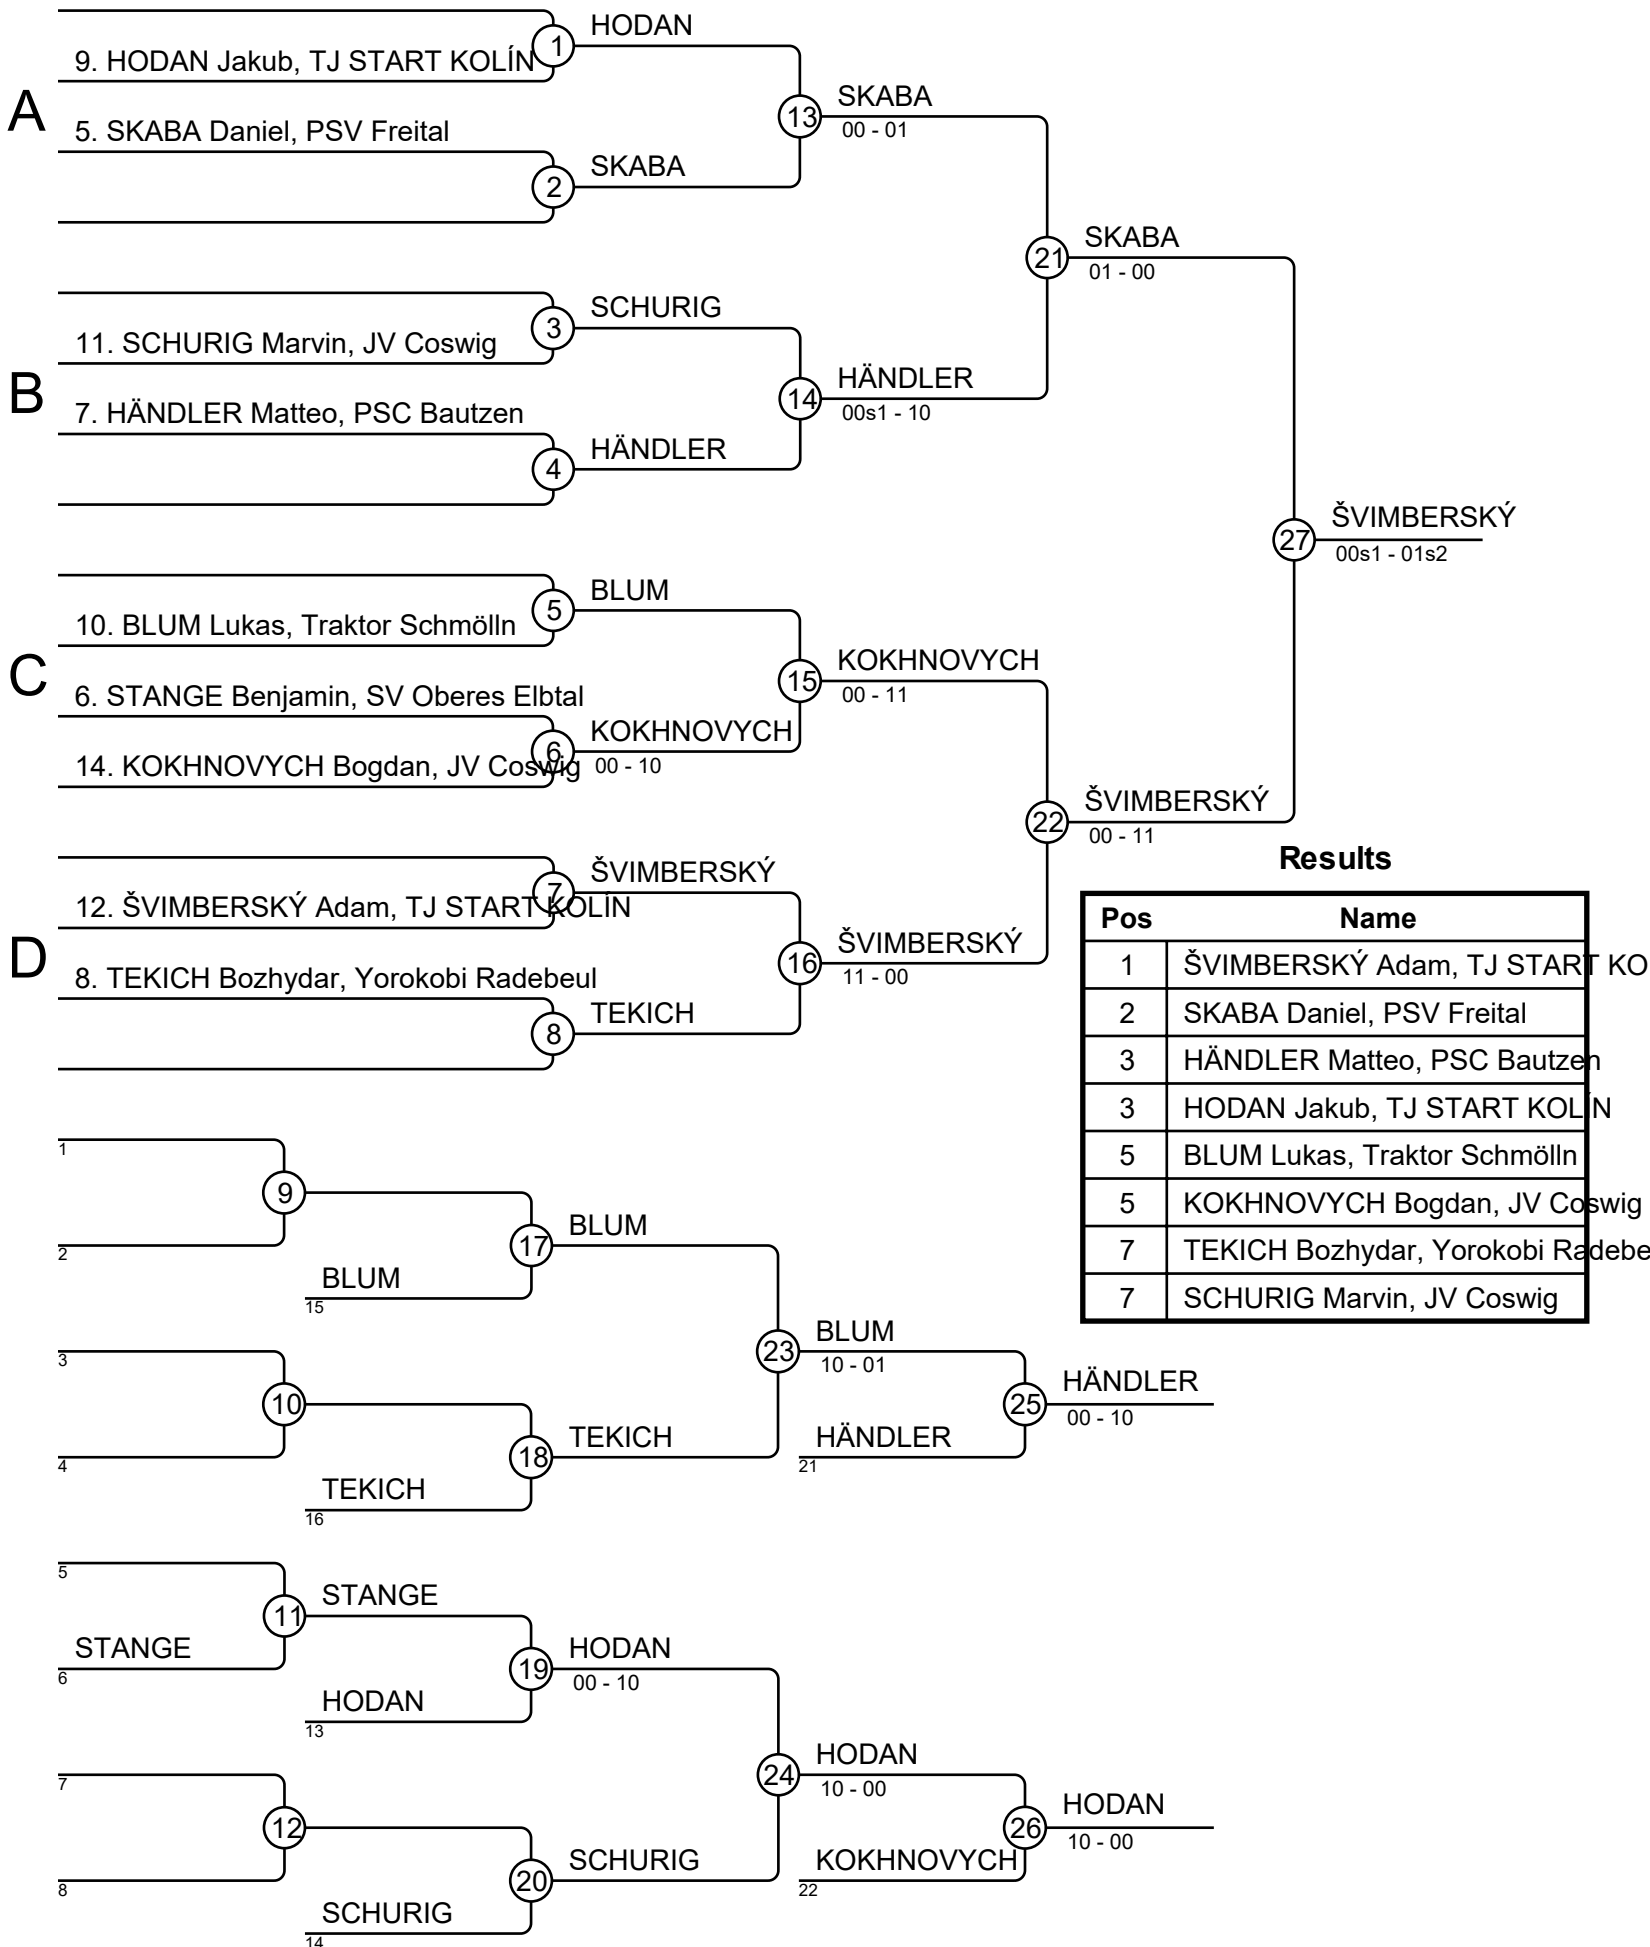 HODAN
1
9. HODAN Jakub, TJ START KOLÍN
SKABA
13
00 - 01
A
5. SKABA Daniel, PSV Freital
SKABA
2
SKABA
21
01 - 00
SCHURIG
3
11. SCHURIG Marvin, JV Coswig
HÄNDLER
14
00s1 - 10
B
7. HÄNDLER Matteo, PSC Bautzen
HÄNDLER
4
ŠVIMBERSKÝ
27
00s1 - 01s2
BLUM
5
10. BLUM Lukas, Traktor Schmölln
KOKHNOVYCH
15
00 - 11
C
6. STANGE Benjamin, SV Oberes Elbtal
KOKHNOVYCH
6
14. KOKHNOVYCH Bogdan, JV Coswig
00 - 10
ŠVIMBERSKÝ
22
00 - 11
ŠVIMBERSKÝ
7
12. ŠVIMBERSKÝ Adam, TJ START KOLÍN
ŠVIMBERSKÝ
16
11 - 00
D
8. TEKICH Bozhydar, Yorokobi Radebeul
TEKICH
8
Results
Pos Name
1 ŠVIMBERSKÝ Adam, TJ START KO
2 SKABA Daniel, PSV Freital
3 HÄNDLER Matteo, PSC Bautzen
3 HODAN Jakub, TJ START KOLÍN
5 BLUM Lukas, Traktor Schmölln
5 KOKHNOVYCH Bogdan, JV Coswig
7 TEKICH Bozhydar, Yorokobi Radebe
7 SCHURIG Marvin, JV Coswig
1
9
2
BLUM
17
BLUM
15
BLUM
23
10 - 01
3
10
4
TEKICH
18
TEKICH
16
HÄNDLER
25
00 - 10
HÄNDLER
21
5
STANGE
11
STANGE
6
HODAN
19
00 - 10
HODAN
13
HODAN
24
10 - 00
7
12
8
SCHURIG
20
SCHURIG
14
HODAN
26
10 - 00
KOKHNOVYCH
22